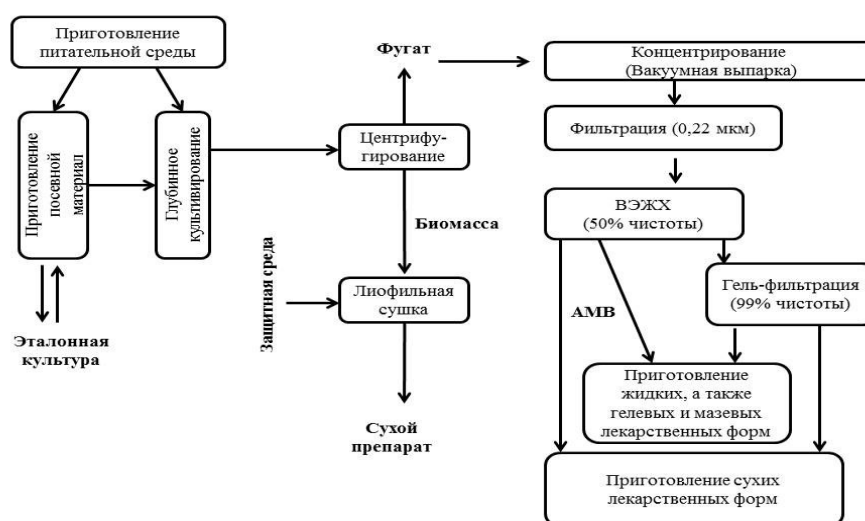 Приготовление
питательной среды
Приготовление
посевной
материал
Глубинное
культивирование
Эталонная
культура
Фугат
Центрифу-
гирование
Биомасса
Защитная среда
Лиофильная
сушка
Сухой
препарат
Концентрирование
(Вакуумная выпарка)
Фильтрация (0,22 мкм)
ВЭЖХ
(50% чистоты)
Гель-фильтрация
(99% чистоты)
АМВ
Приготовление
жидких, а также
гелевых и мазевых
лекарственных форм
Приготовление сухих
лекарственных форм